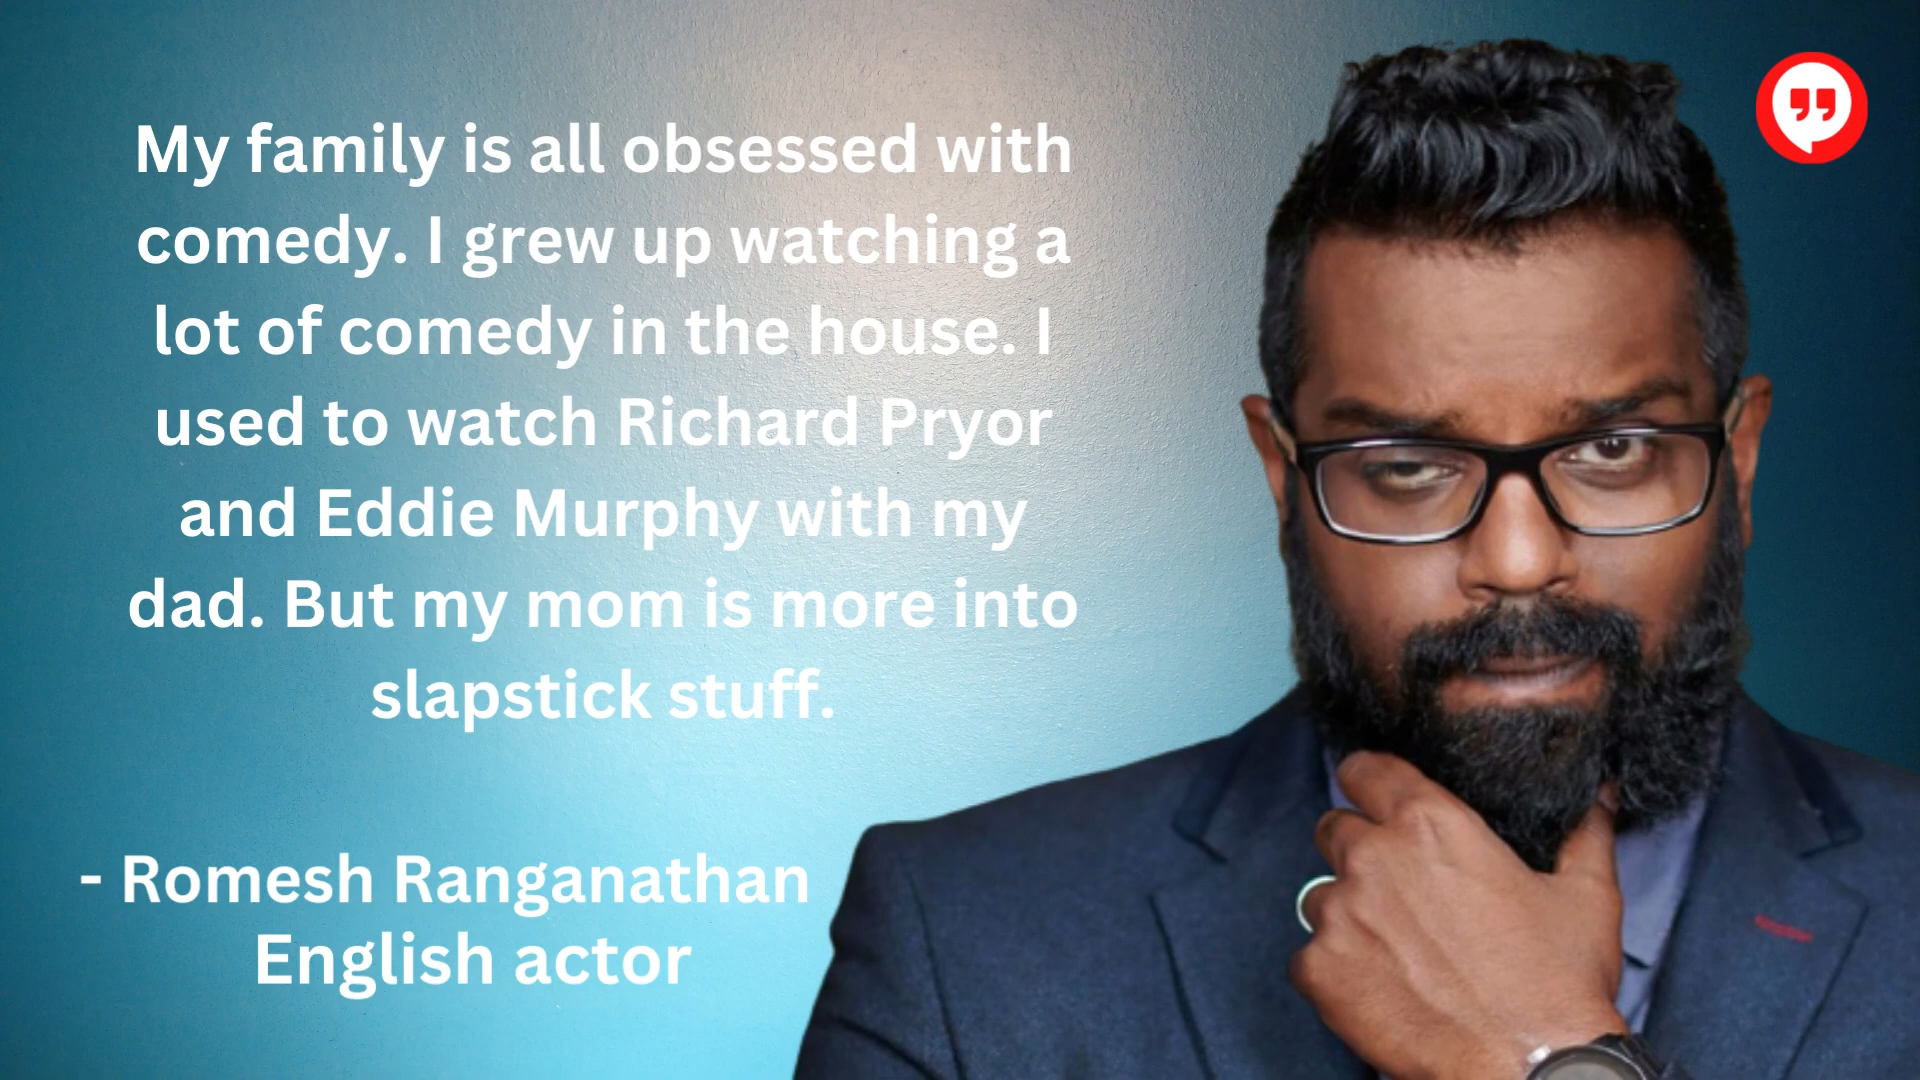 My family is all obsessed with
comedy. I grew up watching a
lot of comedy in the house. I
used to watch Richard Pryor
and Eddie Murphy with my
dad. But my mom is more into
slapstick stuff.
- Romesh Ranganathan
English actor